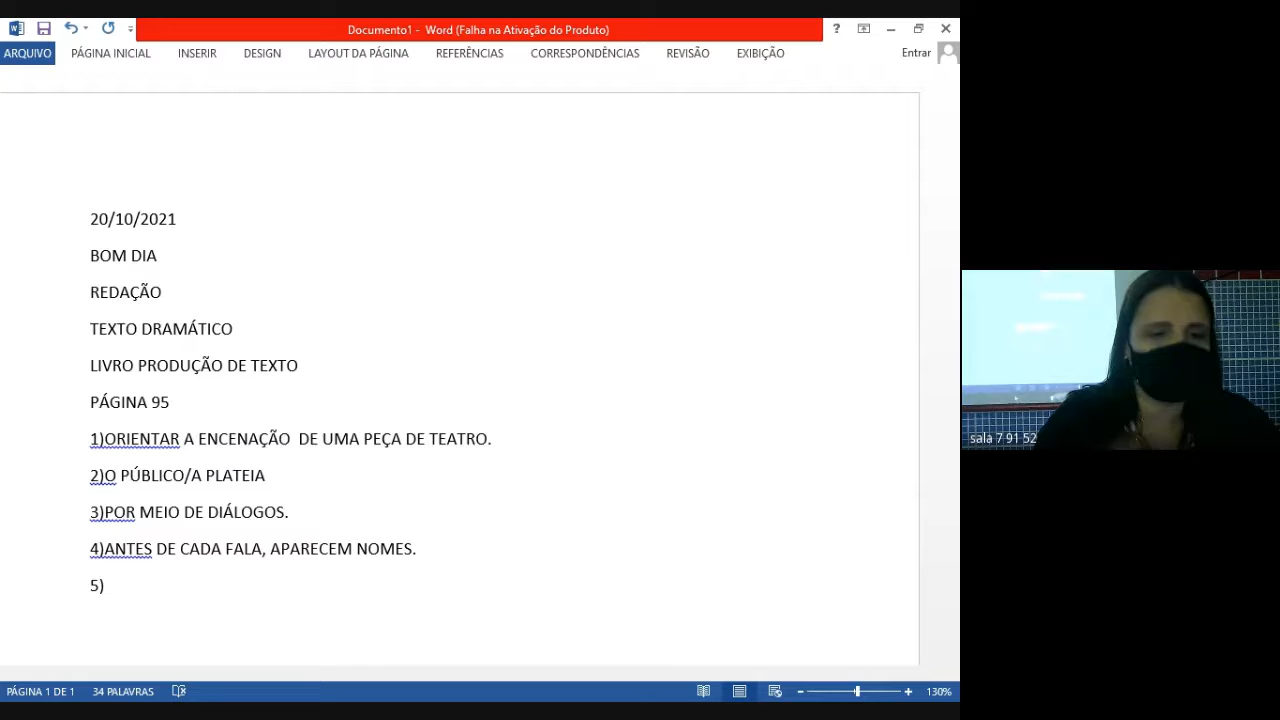 Documento1 - Word (Falha na Ativação do Produto)
?
ARQUIVO PÁGINA INICIAL INSERIR DESIGN LAYOUT DA PÁGINA REFERÊNCIAS CORRESPONDÊNCIAS REVISÃO EXIBIÇÃO Entrar
20/10/2021
BOM DIA
REDAÇÃO
TEXTO DRAMÁTICO
LIVRO PRODUÇÃO DE TEXTO
PÁGINA 95
1)ORIENTAR A ENCENAÇÃO DE UMA PEÇA DE TEATRO.
2)O PÚBLICO/A PLATEIA
3)POR MEIO DE DIÁLOGOS.
4)ANTES DE CADA FALA, APARECEM NOMES.
5)
sala 7 91 52
PÁGINA 1 DE 1 34 PALAVRAS 130%